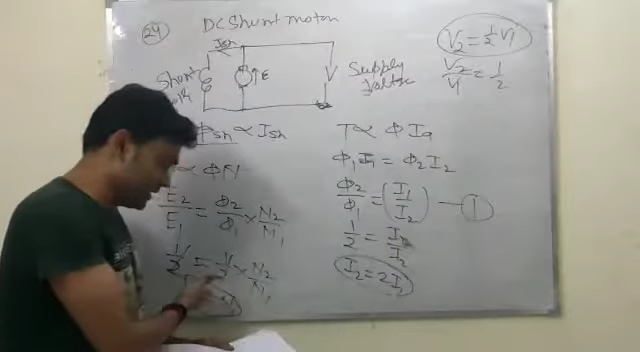 24
DC Shunt motor
Ish
E
V
Supply
V₂ = ½ V₁
V₂/V₁ = 1/2
ϕsh ∝ Ish
∝ ϕN
E₂/E₁ = ϕ₂/ϕ₁ × N₂/N₁
1/2 = 1/2 × N₂/N₁
T ∝ ϕ Ia
ϕ₁ I₁ = ϕ₂ I₂
ϕ₂/ϕ₁ = (I₁/I₂) — 1
1/2 = I₁/I₂
I₂ = 2I₁